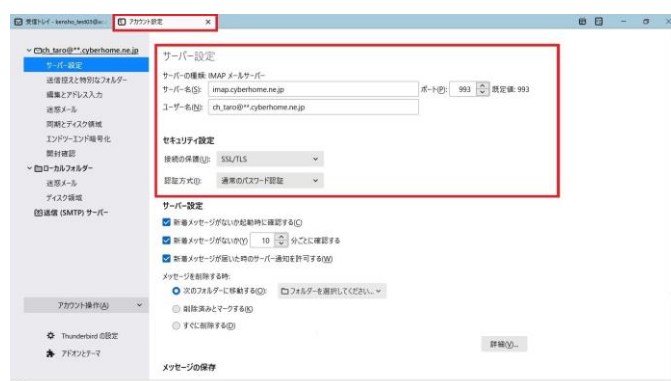 受信トレイ - kensho_test03@u...
アカウント設定
ch_taro@**.cyberhome.ne.jp
サーバー設定
送信控えと特別なフォルダー
編集とアドレス入力
迷惑メール
同期とディスク領域
エンドツーエンド暗号化
開封確認
ローカルフォルダー
迷惑メール
ディスク領域
送信 (SMTP) サーバー
アカウント操作(A)
Thunderbird の設定
アドオンとテーマ
サーバー設定
サーバーの種類: IMAP メールサーバー
サーバー名(S): imap.cyberhome.ne.jp ポート(P): 993 既定値: 993
ユーザー名(N): ch_taro@**.cyberhome.ne.jp
セキュリティ設定
接続の保護(U): SSL/TLS
認証方式(I): 通常のパスワード認証
サーバー設定
新着メッセージがないか起動時に確認する(C)
新着メッセージがないか(Y) 10 分ごとに確認する
新着メッセージが届いた時のサーバー通知を許可する(W)
メッセージを削除する時:
次のフォルダーに移動する(O): フォルダーを選択してください...
削除済みとマークする(K)
すぐに削除する(D)
詳細(V)...
メッセージの保存